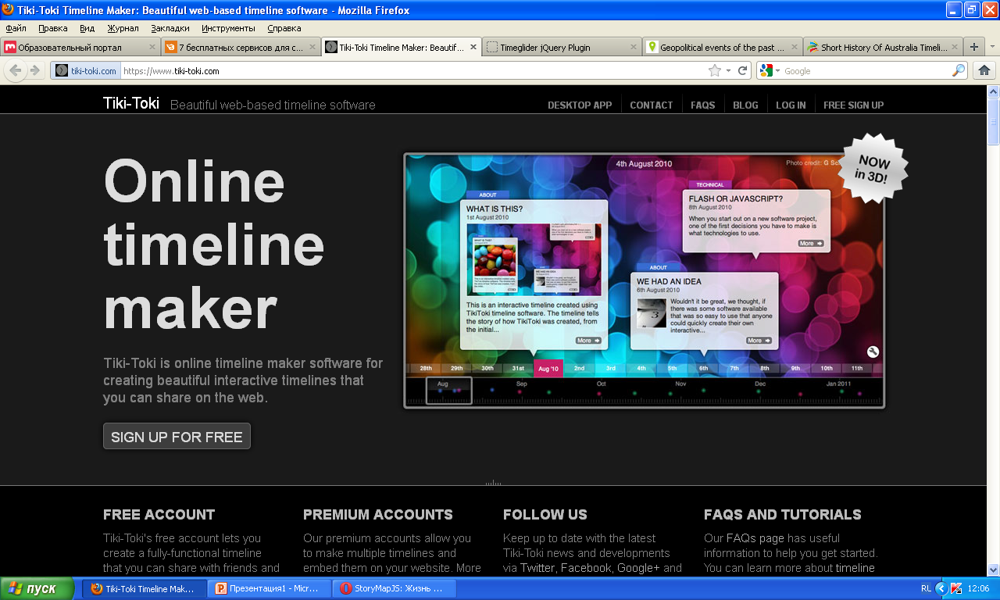 Tiki-Toki Timeline Maker: Beautiful web-based timeline software - Mozilla Firefox
Файл Правка Вид Журнал Закладки Инструменты Справка
Образовательный портал
7 бесплатных сервисов для с...
Tiki-Toki Timeline Maker: Beautif...
Timeglider jQuery Plugin
Geopolitical events of the past ...
Short History Of Australia Timeli...
tiki-toki.com https://www.tiki-toki.com
Google
Tiki-Toki Beautiful web-based timeline software
DESKTOP APP CONTACT FAQS BLOG LOG IN FREE SIGN UP
Online
timeline
maker
Tiki-Toki is online timeline maker software for
creating beautiful interactive timelines that
you can share on the web.
SIGN UP FOR FREE
4th August 2010
Photo credit: G Sc
NOW
in 3D!
ABOUT
WHAT IS THIS?
1st August 2010
This is an interactive timeline created using
TikiToki timeline software. The timeline tells
the story of how TikiToki was created, from
the initial...
More
TECHNICAL
FLASH OR JAVASCRIPT?
8th August 2010
When you start out on a new software project,
one of the first decisions you have to make is
what technologies to use.
More
ABOUT
WE HAD AN IDEA
6th August 2010
Wouldn't it be great, we thought, if
there was some software available
that was so easy to use that anyone
could quickly create their own
interactive...
More
28th 29th 30th 31st Aug '10 2nd 3rd 4th 5th 6th 7th 8th 9th 10th 11th
Aug Sep Oct Nov Dec Jan 2011
FREE ACCOUNT
Tiki-Toki's free account lets you
create a fully-functional timeline
that you can share with friends and
PREMIUM ACCOUNTS
Our premium accounts allow you
to make multiple timelines and
embed them on your website. More
FOLLOW US
Keep up to date with the latest
Tiki-Toki news and developments
via Twitter, Facebook, Google+ and
FAQS AND TUTORIALS
Our FAQs page has useful
information to help you get started.
You can learn more about timeline
пуск
Tiki-Toki Timeline Mak...
Презентация1 - Micr...
StoryMapJS: Жизнь ...
RL
12:06